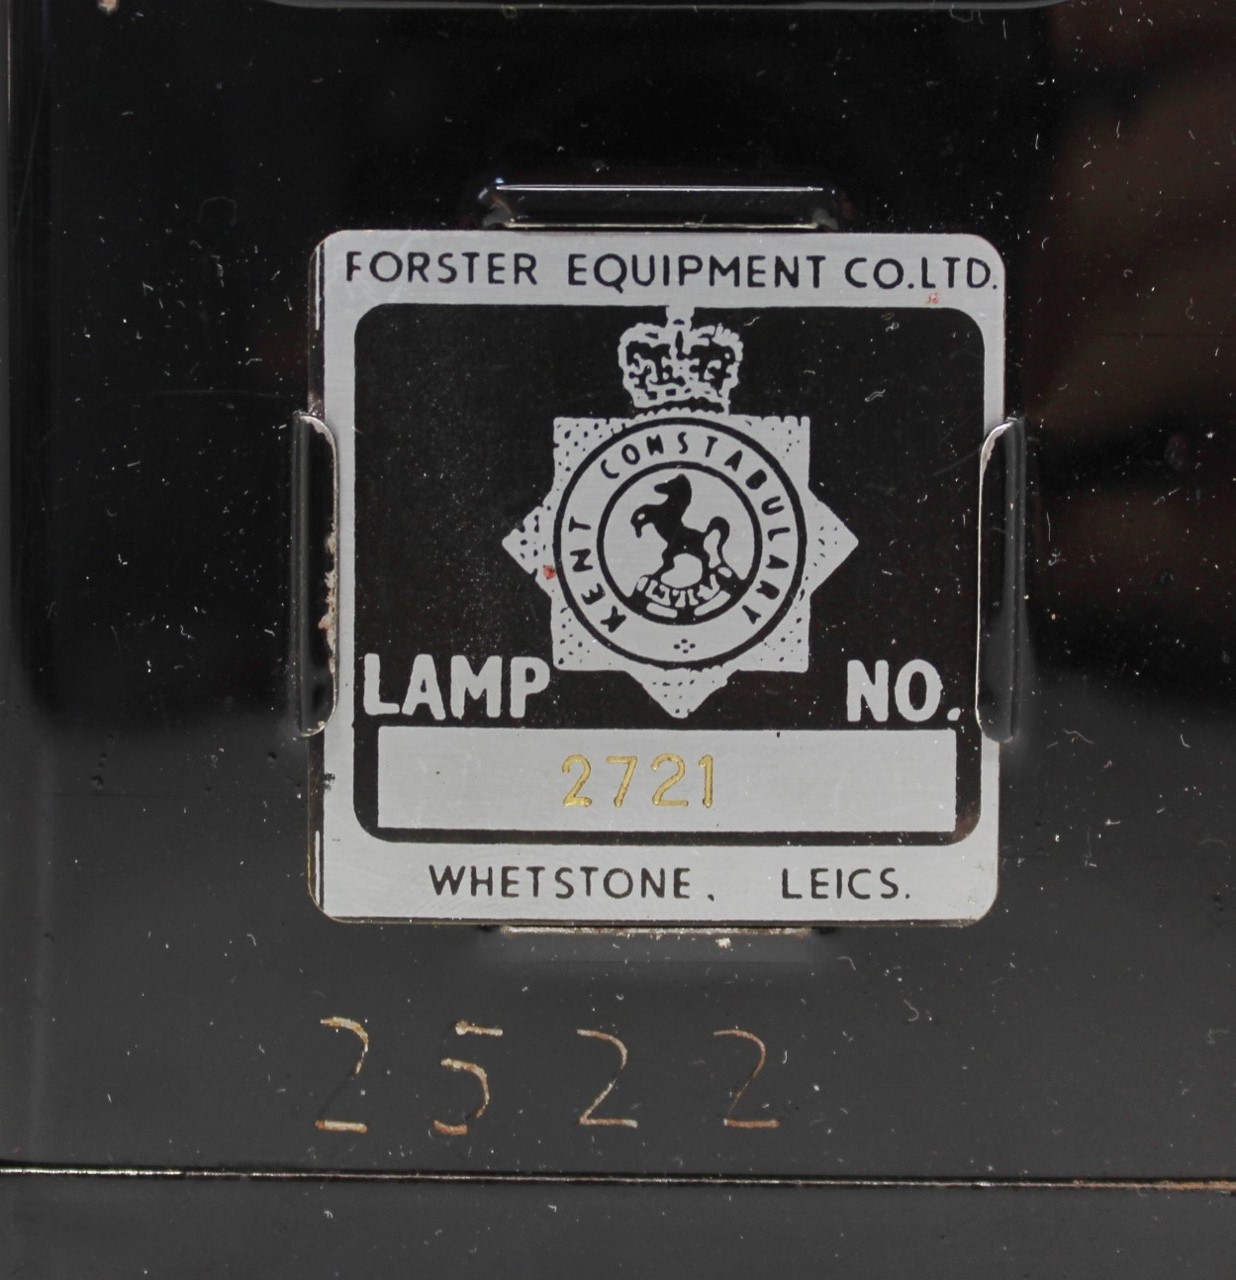 FORSTER EQUIPMENT CO.LTD.
KENT CONSTABULARY
LAMP NO.
2721
WHETSTONE. LEICS.
2522